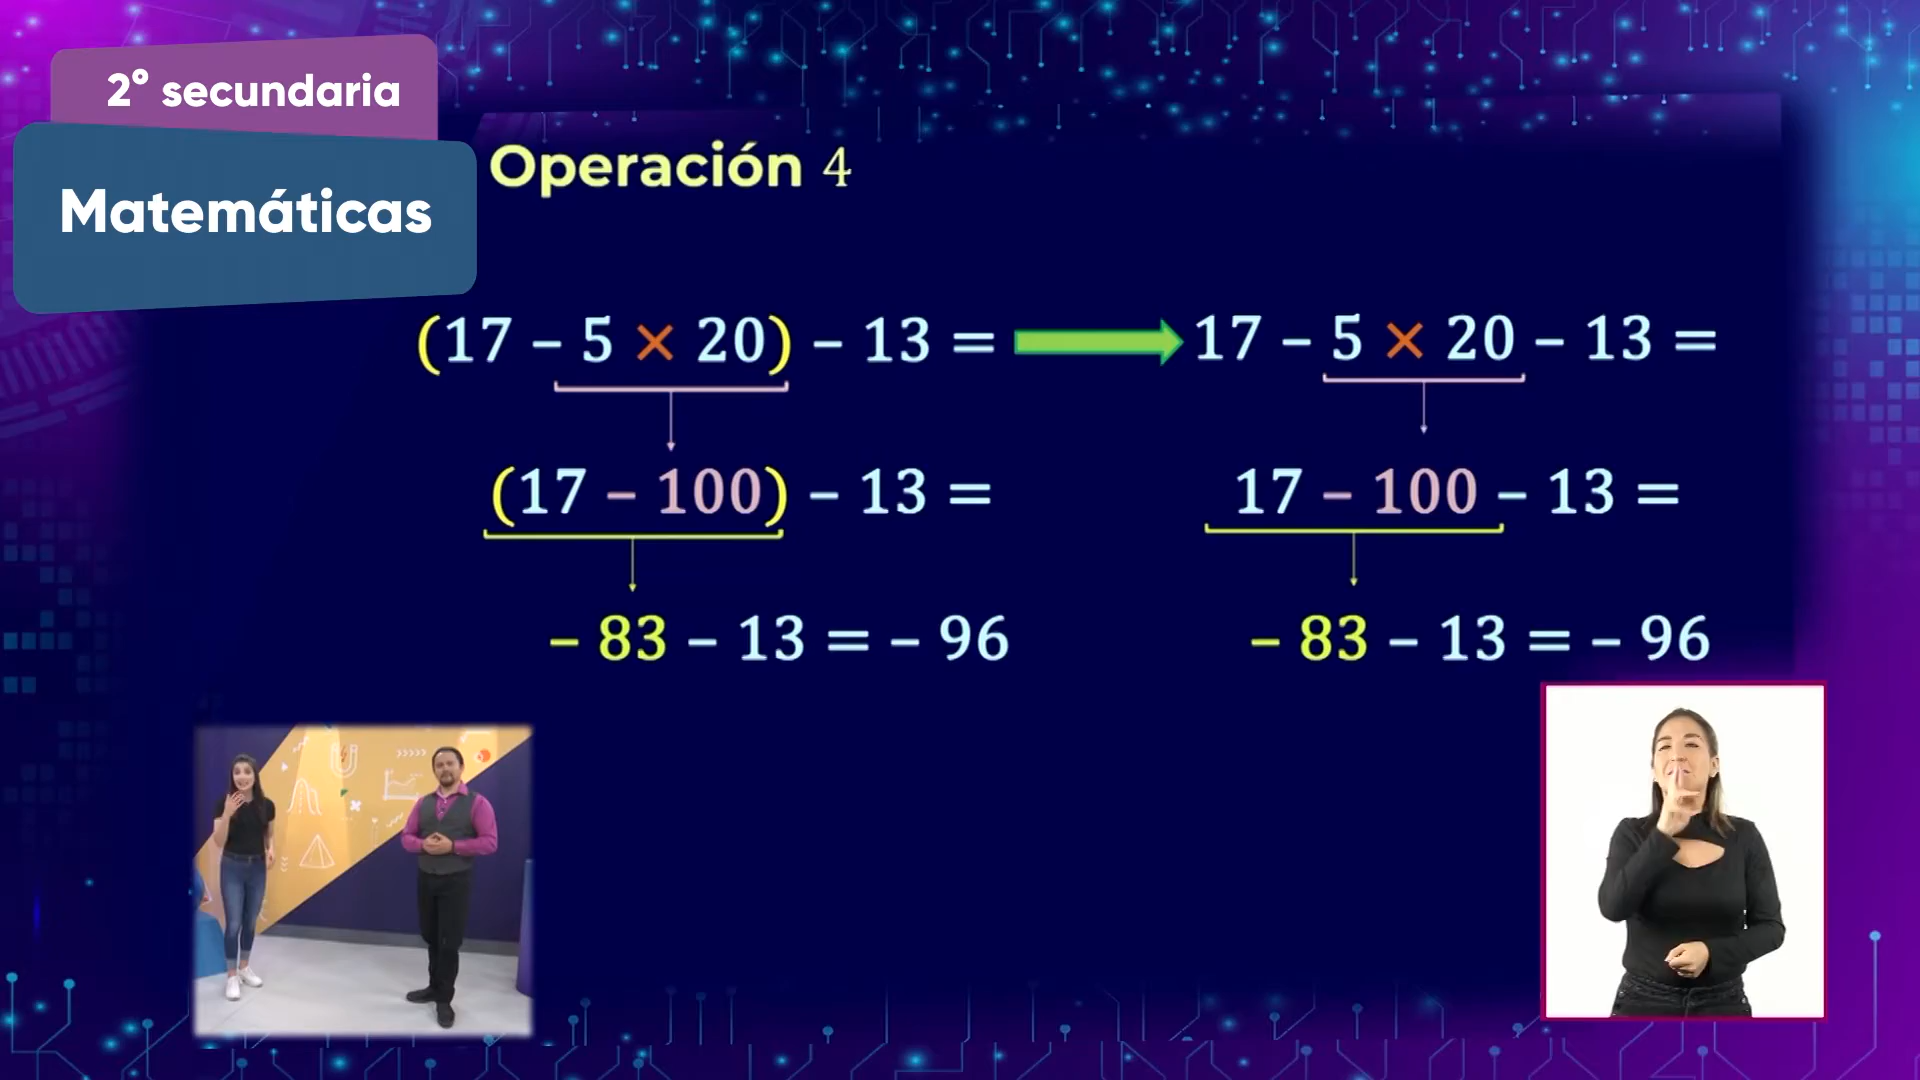 2° secundaria
Matemáticas
Operación 4
(17 – 5 × 20) – 13 =
17 – 5 × 20 – 13 =
(17 – 100) – 13 =
17 – 100 – 13 =
– 83 – 13 = – 96
– 83 – 13 = – 96